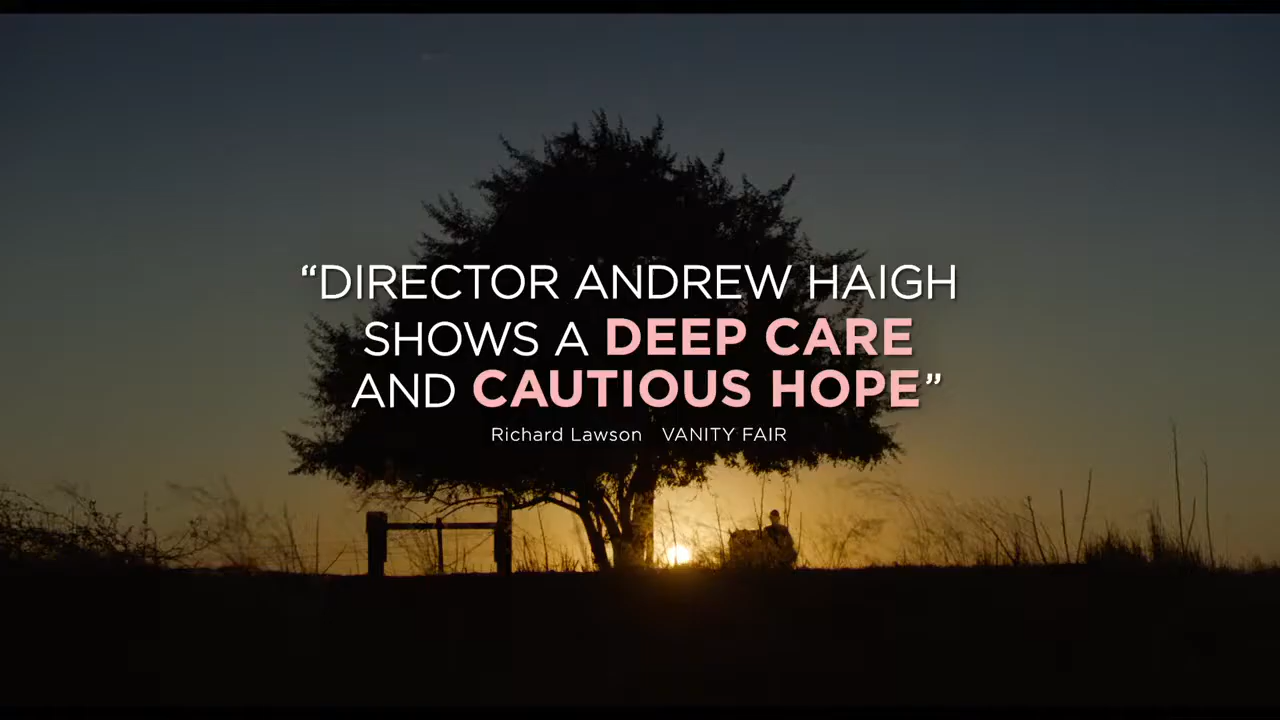 “DIRECTOR ANDREW HAIGH
SHOWS A DEEP CARE
AND CAUTIOUS HOPE”
Richard Lawson VANITY FAIR